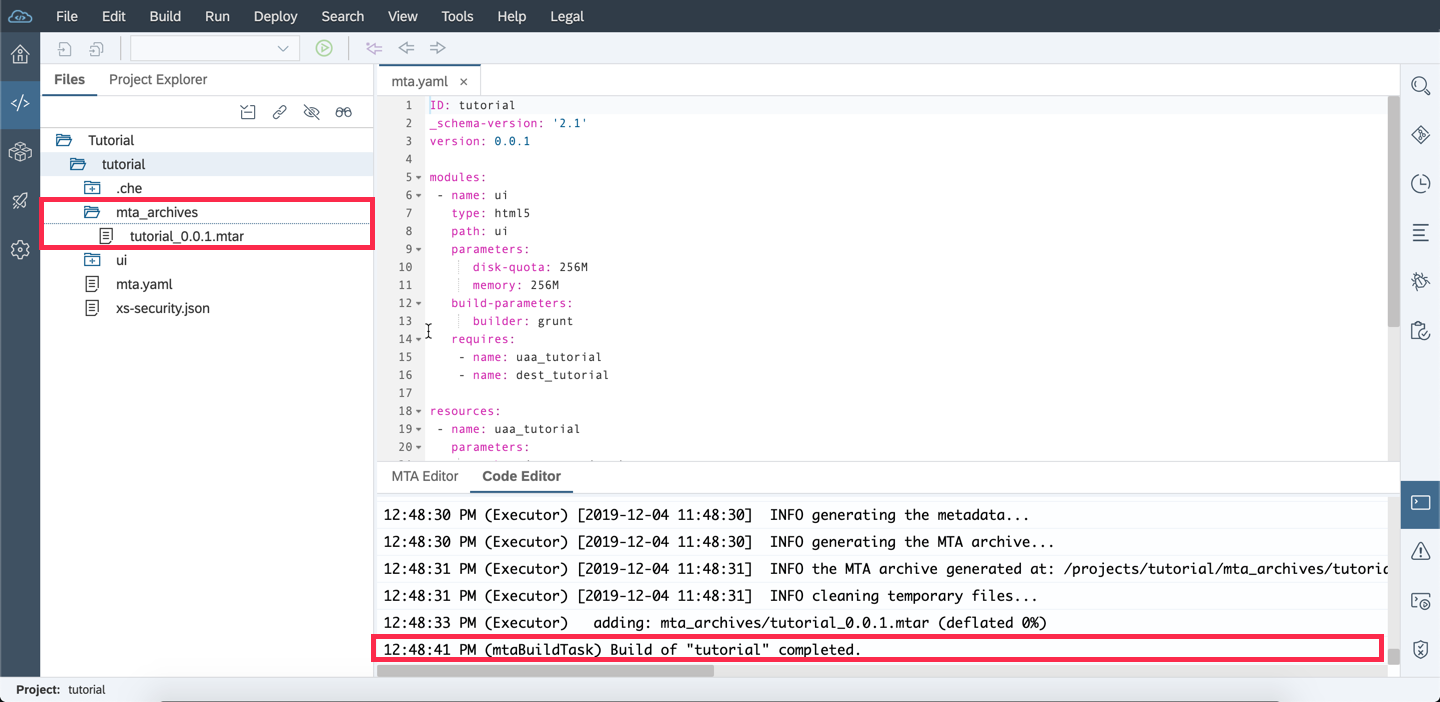 File Edit Build Run Deploy Search View Tools Help Legal
Files Project Explorer
Tutorial
tutorial
.che
mta_archives
tutorial_0.0.1.mtar
ui
mta.yaml
xs-security.json
mta.yaml ×
1 ID: tutorial
2 _schema-version: '2.1'
3 version: 0.0.1
4
5 modules:
6 - name: ui
7 type: html5
8 path: ui
9 parameters:
10 disk-quota: 256M
11 memory: 256M
12 build-parameters:
13 builder: grunt
14 requires:
15 - name: uaa_tutorial
16 - name: dest_tutorial
17
18 resources:
19 - name: uaa_tutorial
20 parameters:
MTA Editor Code Editor
12:48:30 PM (Executor) [2019-12-04 11:48:30] INFO generating the metadata...
12:48:30 PM (Executor) [2019-12-04 11:48:30] INFO generating the MTA archive...
12:48:31 PM (Executor) [2019-12-04 11:48:31] INFO the MTA archive generated at: /projects/tutorial/mta_archives/tutoria
12:48:31 PM (Executor) [2019-12-04 11:48:31] INFO cleaning temporary files...
12:48:33 PM (Executor) adding: mta_archives/tutorial_0.0.1.mtar (deflated 0%)
12:48:41 PM (mtaBuildTask) Build of "tutorial" completed.
Project: tutorial